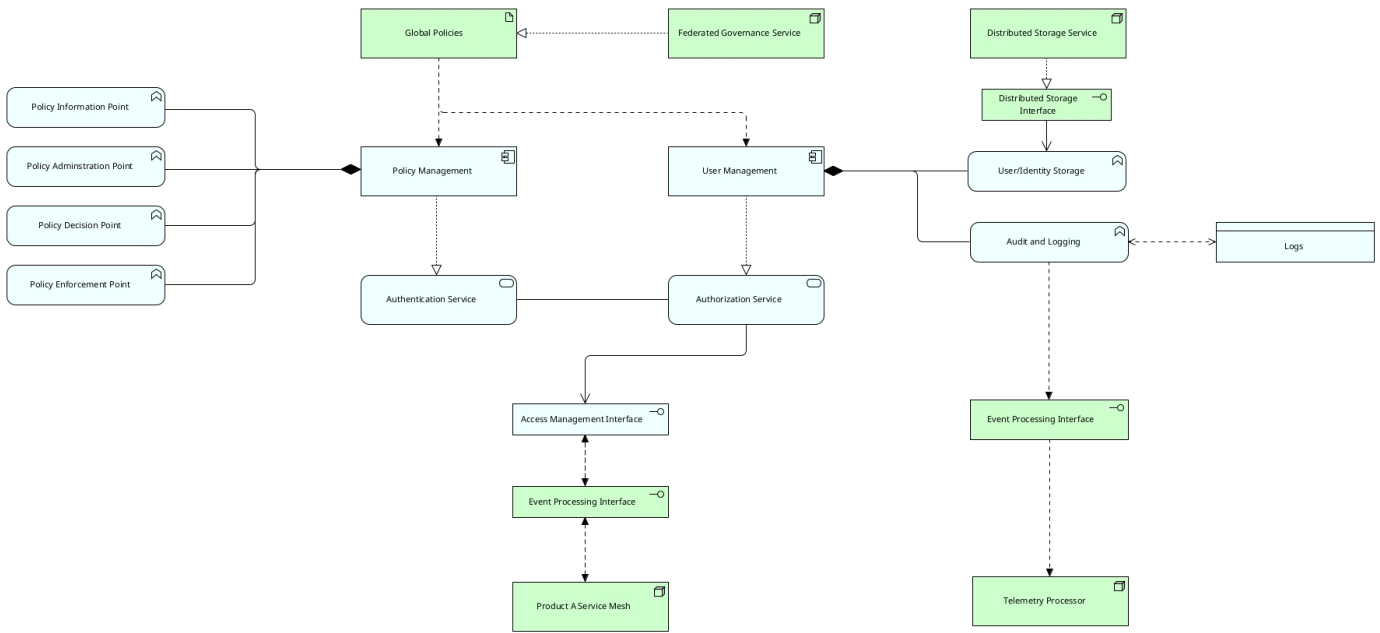 Global Policies
Federated Governance Service
Distributed Storage Service
Policy Information Point
Distributed Storage
Interface
Policy Adminstration Point
Policy Management
User Management
User/Identity Storage
Policy Decision Point
Audit and Logging
Logs
Policy Enforcement Point
Authentication Service
Authorization Service
Access Management Interface
Event Processing Interface
Event Processing Interface
Product A Service Mesh
Telemetry Processor